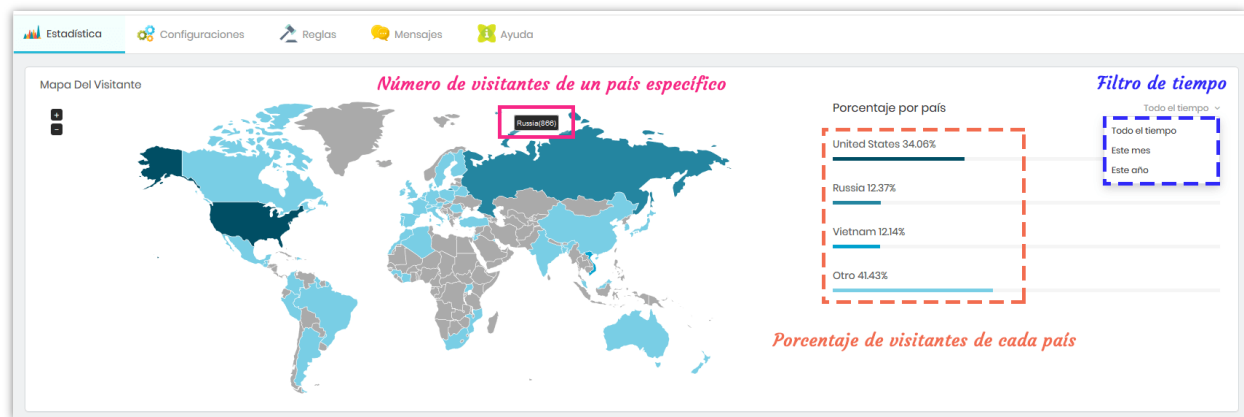 Estadística
Configuraciones
Reglas
Mensajes
Ayuda
Mapa Del Visitante
Número de visitantes de un país específico
Filtro de tiempo
+
−
Russia(866)
Porcentaje por país
Todo el tiempo
Todo el tiempo
Este mes
Este año
United States 34.06%
Russia 12.37%
Vietnam 12.14%
Otro 41.43%
Porcentaje de visitantes de cada país